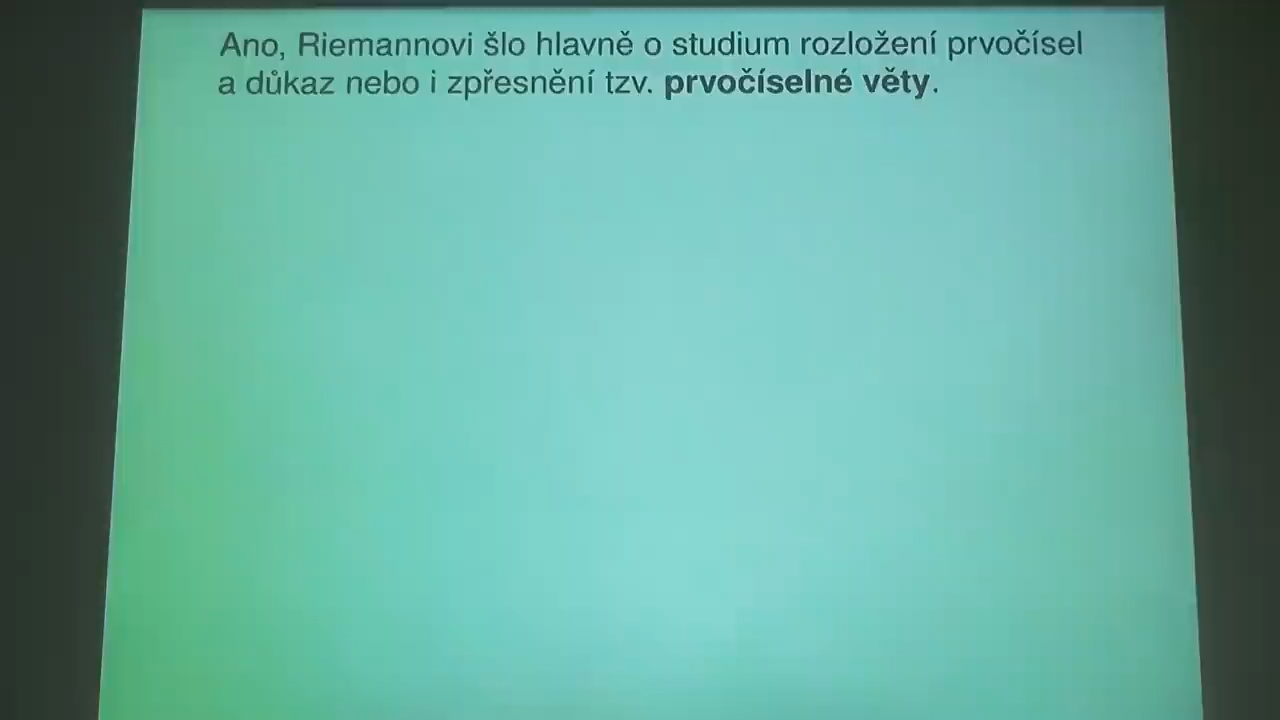 Ano, Riemannovi šlo hlavně o studium rozložení prvočísel
a důkaz nebo i zpřesnění tzv. prvočíselné věty.